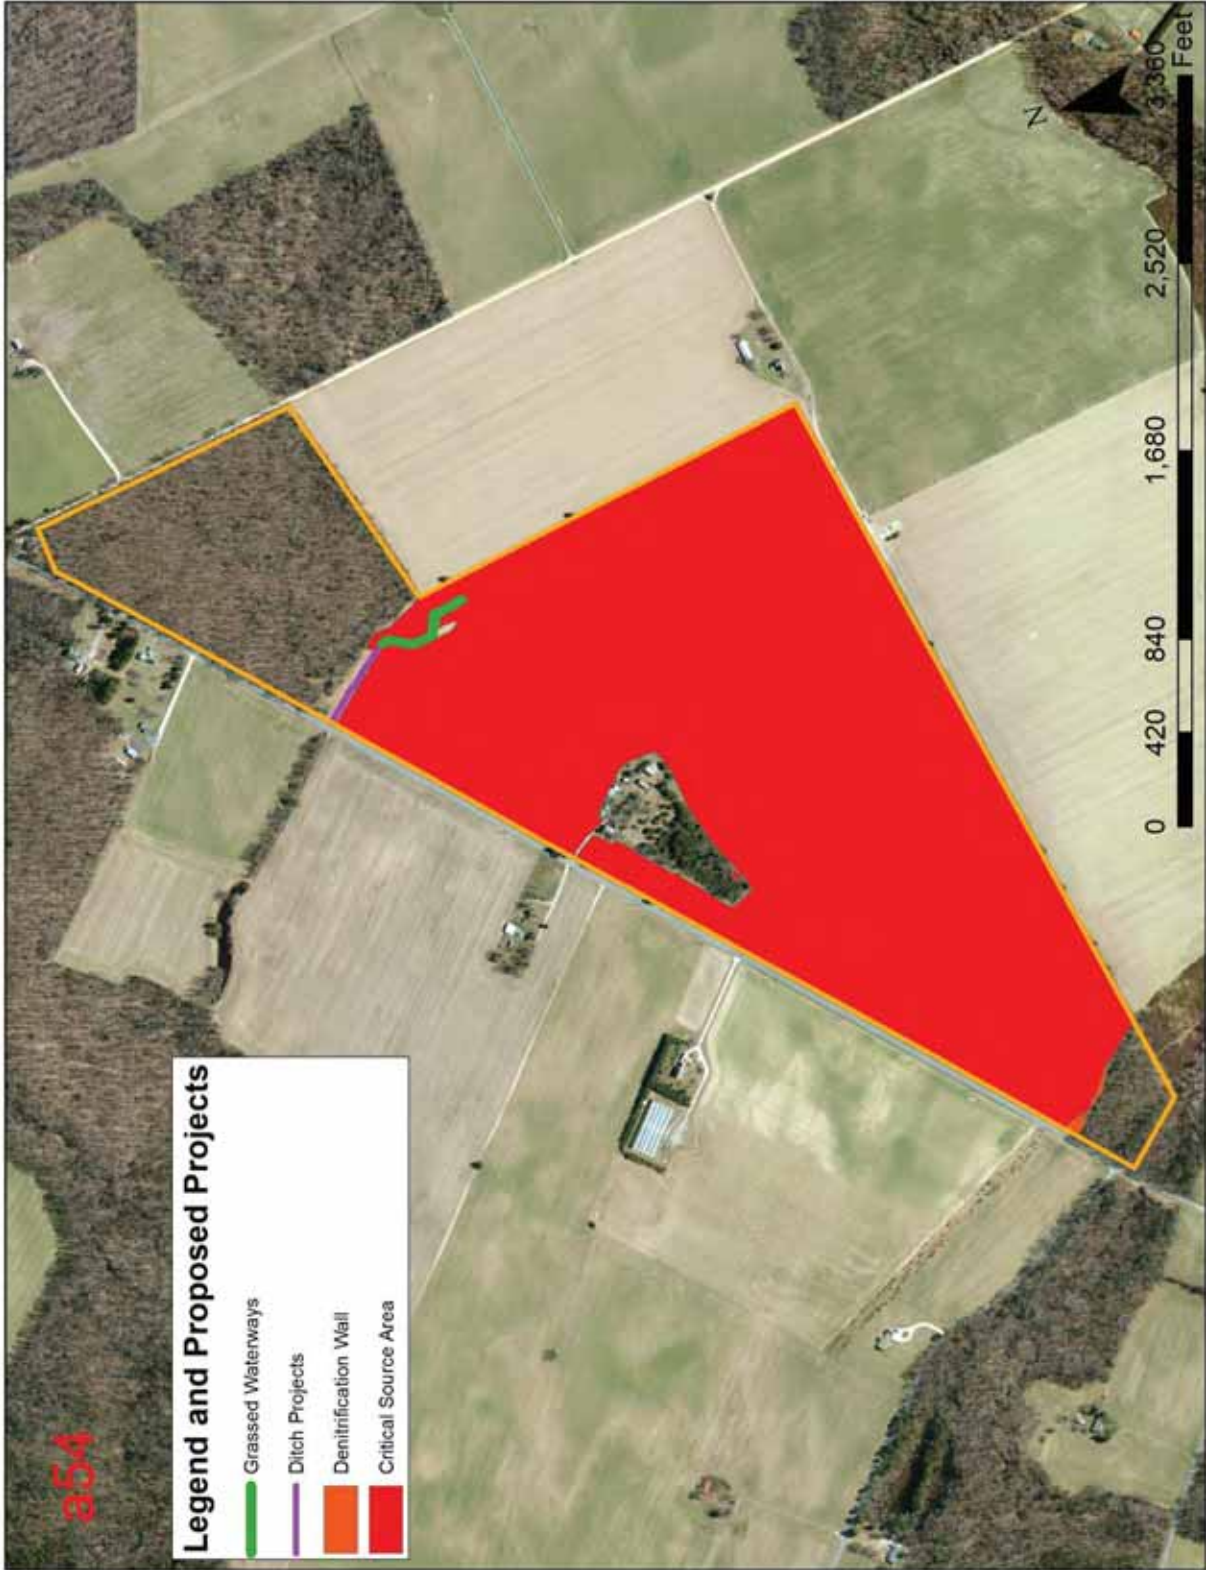 a54
Legend and Proposed Projects
Grassed Waterways
Ditch Projects
Denitrification Wall
Critical Source Area
N
0 420 840 1,680 2,520 3,360
Feet